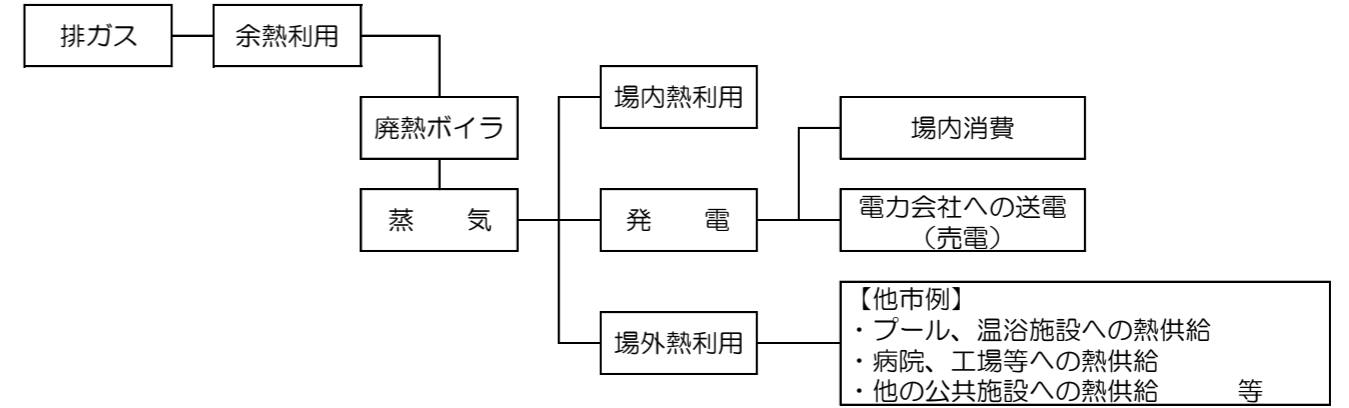 排ガス
余熱利用
廃熱ボイラ
蒸　　気
場内熱利用
発　　電
場外熱利用
場内消費
電力会社への送電
（売電）
【他市例】
・プール、温浴施設への熱供給
・病院、工場等への熱供給
・他の公共施設への熱供給　　　等